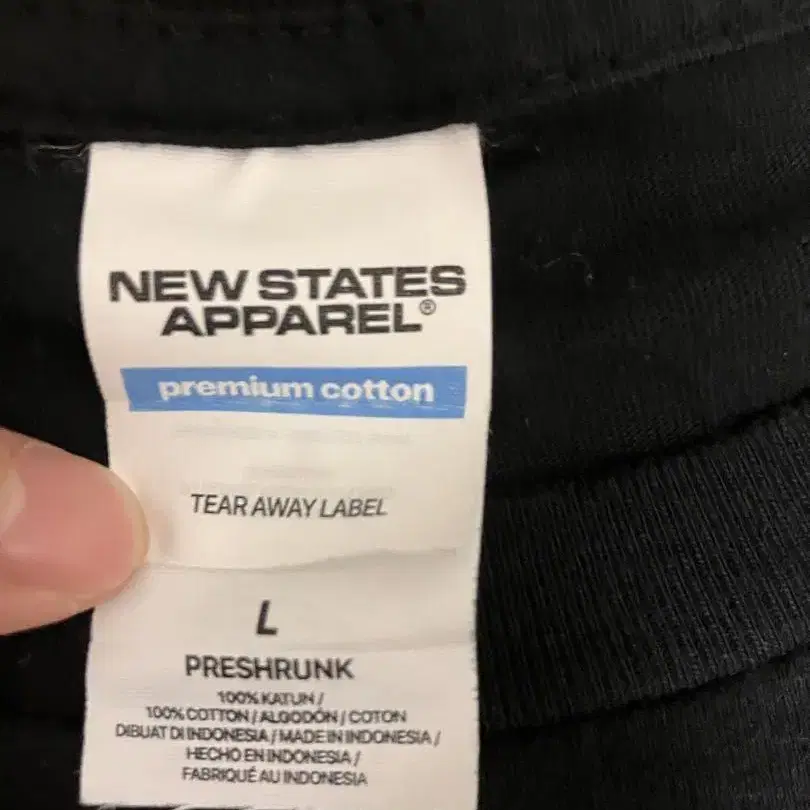 NEW STATES
APPAREL®
premium cotton
TEAR AWAY LABEL
L
PRESHRUNK
100% KATUN /
100% COTTON / ALGODÓN / COTON
DIBUAT DI INDONESIA / MADE IN INDONESIA /
HECHO EN INDONESIA /
FABRIQUÉ AU INDONESIA